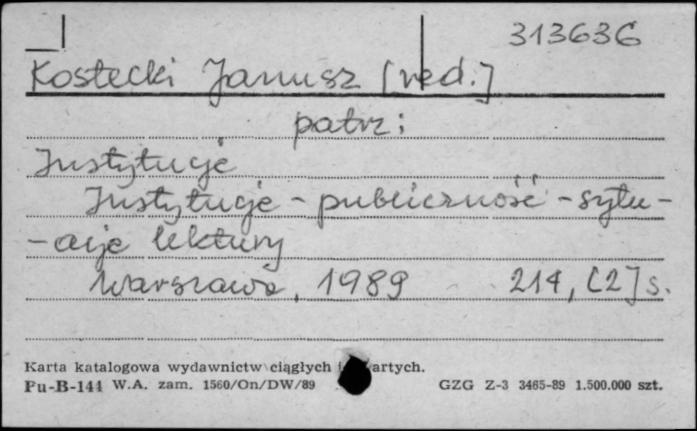 313636
Kostecki Janusz [red.]
patrz:
Instytucje
Instytucje - publiczność - sytu-
-acje lektury
Warszawa, 1989 214, [2] s.
Karta katalogowa wydawnictw ciągłych i artych.
Pu-B-144 W.A. zam. 1560/On/DW/89 GZG Z-3 3465-89 1.500.000 szt.